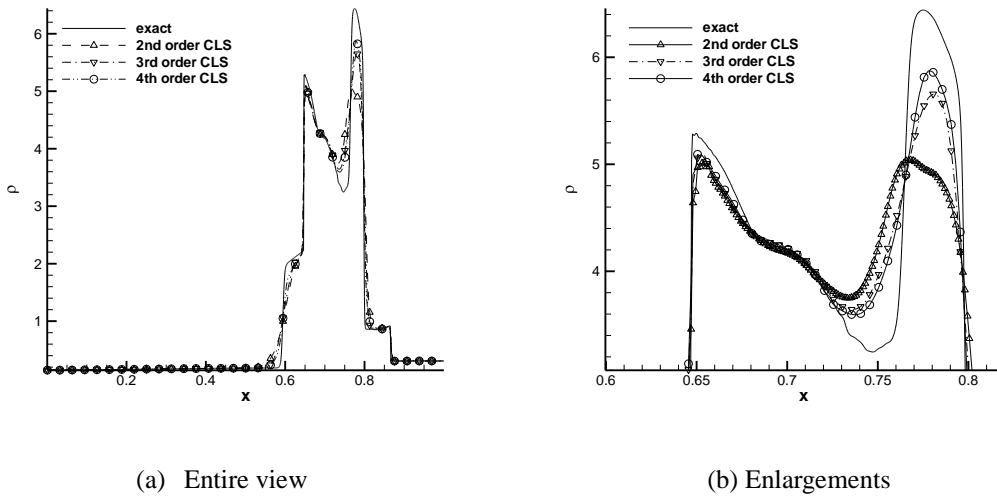 exact
2nd order CLS
3rd order CLS
4th order CLS
ρ
6
5
4
3
2
1
0.2
0.4
0.6
0.8
x
(a) Entire view
exact
2nd order CLS
3rd order CLS
4th order CLS
ρ
6
5
4
0.6
0.65
0.7
0.75
0.8
x
(b) Enlargements